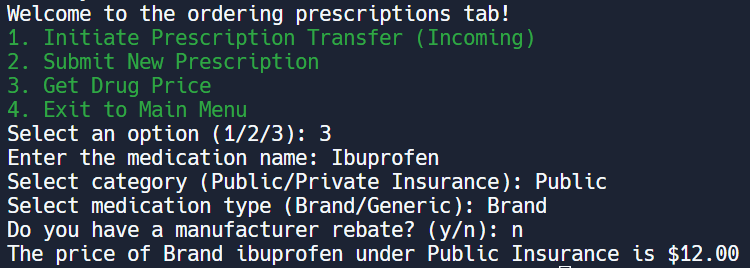 Welcome to the ordering prescriptions tab!
1. Initiate Prescription Transfer (Incoming)
2. Submit New Prescription
3. Get Drug Price
4. Exit to Main Menu
Select an option (1/2/3): 3
Enter the medication name: Ibuprofen
Select category (Public/Private Insurance): Public
Select medication type (Brand/Generic): Brand
Do you have a manufacturer rebate? (y/n): n
The price of Brand ibuprofen under Public Insurance is $12.00